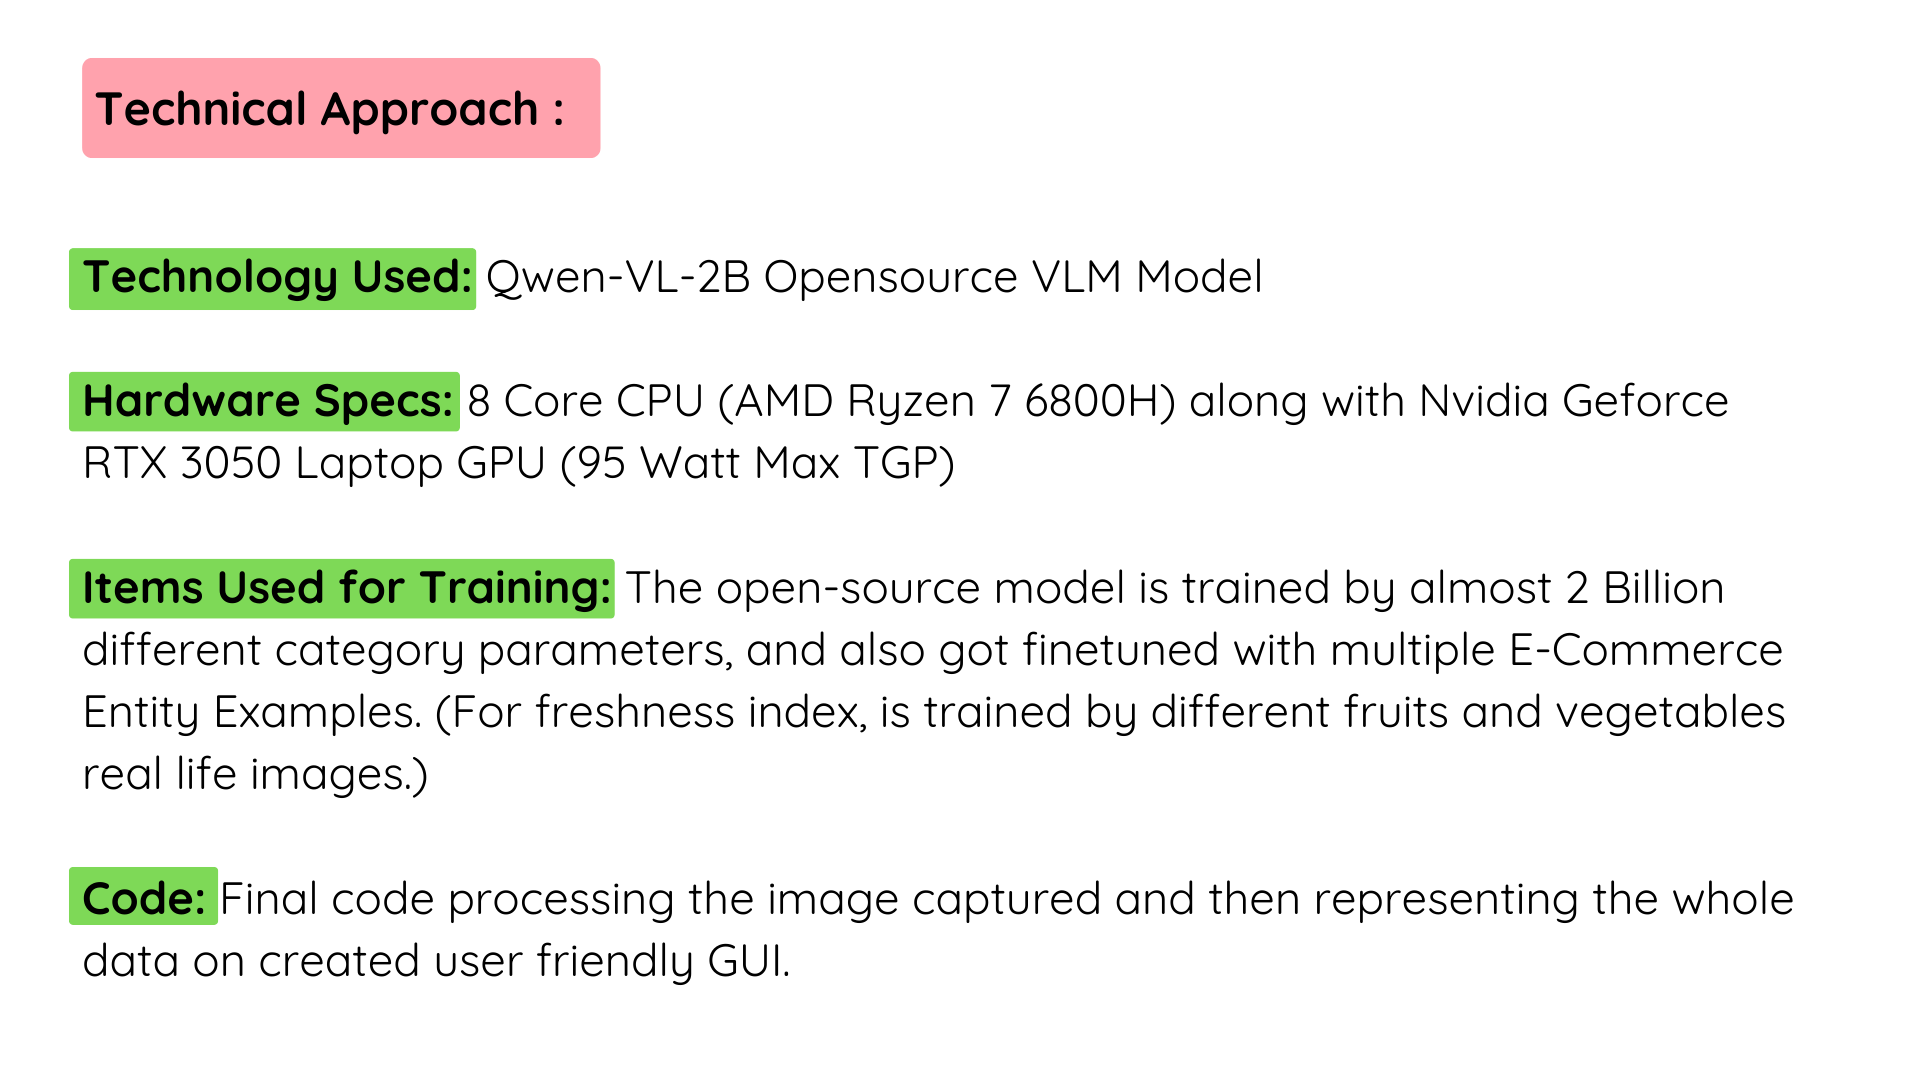 Technical Approach :
Technology Used: Qwen-VL-2B Opensource VLM Model
Hardware Specs: 8 Core CPU (AMD Ryzen 7 6800H) along with Nvidia Geforce
RTX 3050 Laptop GPU (95 Watt Max TGP)
Items Used for Training: The open-source model is trained by almost 2 Billion
different category parameters, and also got finetuned with multiple E-Commerce
Entity Examples. (For freshness index, is trained by different fruits and vegetables
real life images.)
Code: Final code processing the image captured and then representing the whole
data on created user friendly GUI.